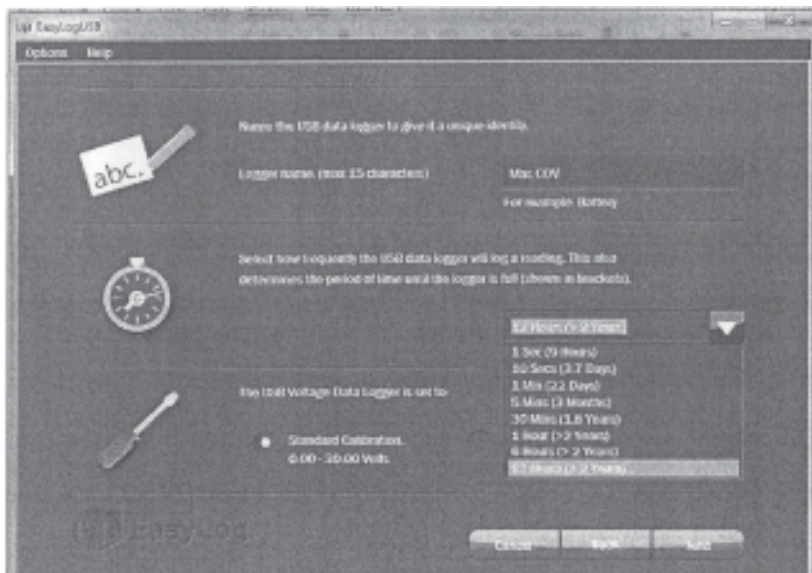 EasyLogUSB
Options Help
abc.
Name the USB data logger to give it a unique identity.
Logger name. (max 15 characters)
Mac COV
For example: Battery
Select how frequently the USB data logger will log a reading. This also
determines the period of time until the logger is full (shown in brackets).
12 Hours (> 2 Years)
1 Sec (9 Hours)
10 Secs (3.7 Days)
1 Min (22 Days)
5 Mins (3 Months)
30 Mins (1.8 Years)
1 Hour (>2 Years)
6 Hours (> 2 Years)
12 Hours (> 2 Years)
The USB Voltage Data Logger is set to
Standard Calibration.
0.00 - 30.00 Volts.
EasyLog
Cancel Back Next